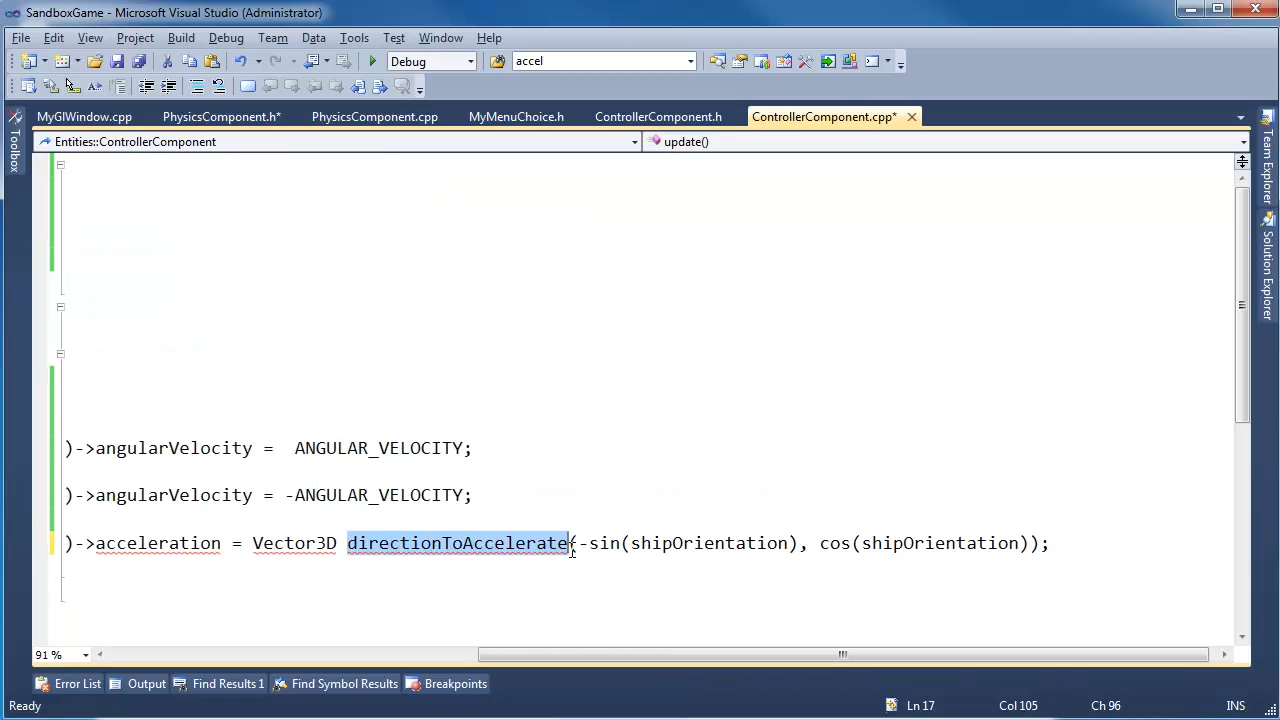 SandboxGame - Microsoft Visual Studio (Administrator)
File Edit View Project Build Debug Team Data Tools Test Window Help
Debug accel
MyGlWindow.cpp PhysicsComponent.h* PhysicsComponent.cpp MyMenuChoice.h ControllerComponent.h ControllerComponent.cpp*
Entities::ControllerComponent update()
Toolbox
Team Explorer
Solution Explorer
)->angularVelocity =  ANGULAR_VELOCITY;
)->angularVelocity = -ANGULAR_VELOCITY;
)->acceleration = Vector3D directionToAccelerate(-sin(shipOrientation), cos(shipOrientation));
91 %
Error List Output Find Results 1 Find Symbol Results Breakpoints
Ready Ln 17 Col 105 Ch 96 INS